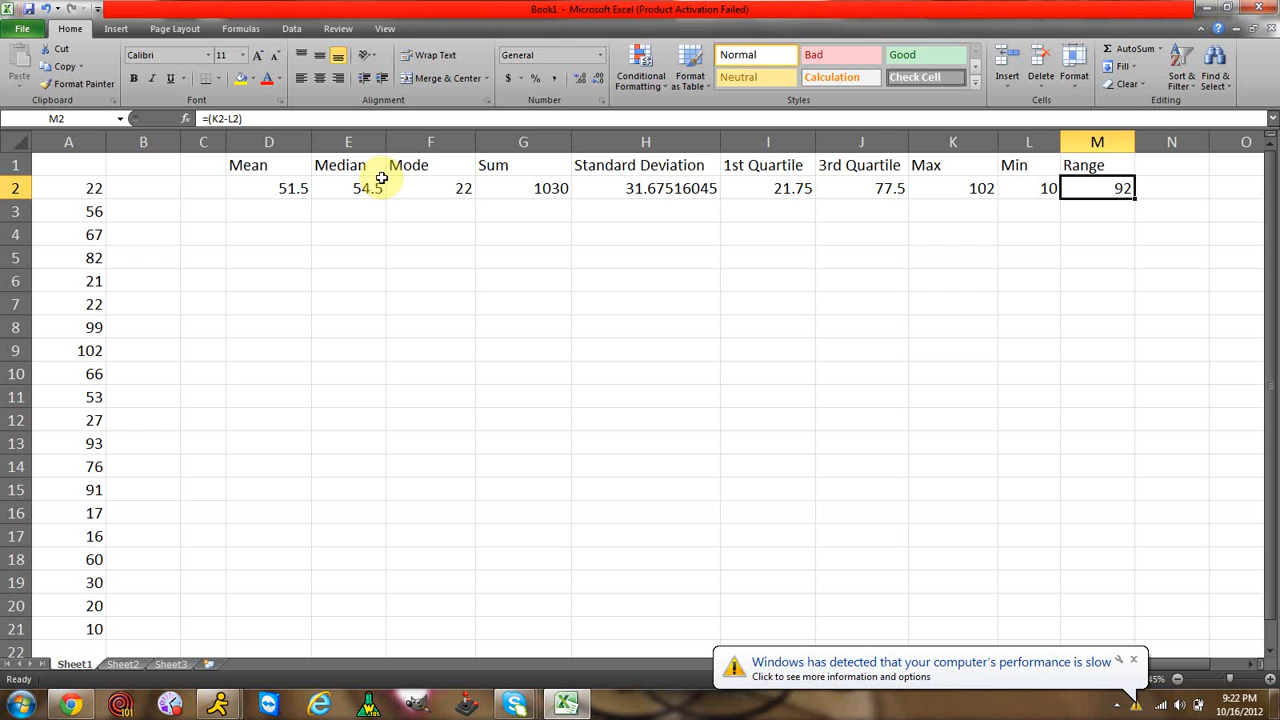 Book1 - Microsoft Excel (Product Activation Failed)
File Home Insert Page Layout Formulas Data Review View
Cut
Copy
Format Painter
Paste
Clipboard
Calibri 11
Font
Wrap Text
Merge & Center
Alignment
General
Number
Conditional Formatting
Format as Table
Normal Bad Good
Neutral Calculation Check Cell
Styles
Insert Delete Format
Cells
AutoSum
Fill
Clear
Sort & Filter
Find & Select
Editing
M2 fx =(K2-L2)
A B C D E F G H I J K L M N O
1 Mean Median Mode Sum Standard Deviation 1st Quartile 3rd Quartile Max Min Range
2 22 51.5 54.5 22 1030 31.67516045 21.75 77.5 102 10 92
3 56
4 67
5 82
6 21
7 22
8 99
9 102
10 66
11 53
12 27
13 93
14 76
15 91
16 17
17 16
18 60
19 30
20 20
21 10
22
Sheet1 Sheet2 Sheet3
Windows has detected that your computer's performance is slow
Click to see more information and options
Ready
45%
9:22 PM
10/16/2012